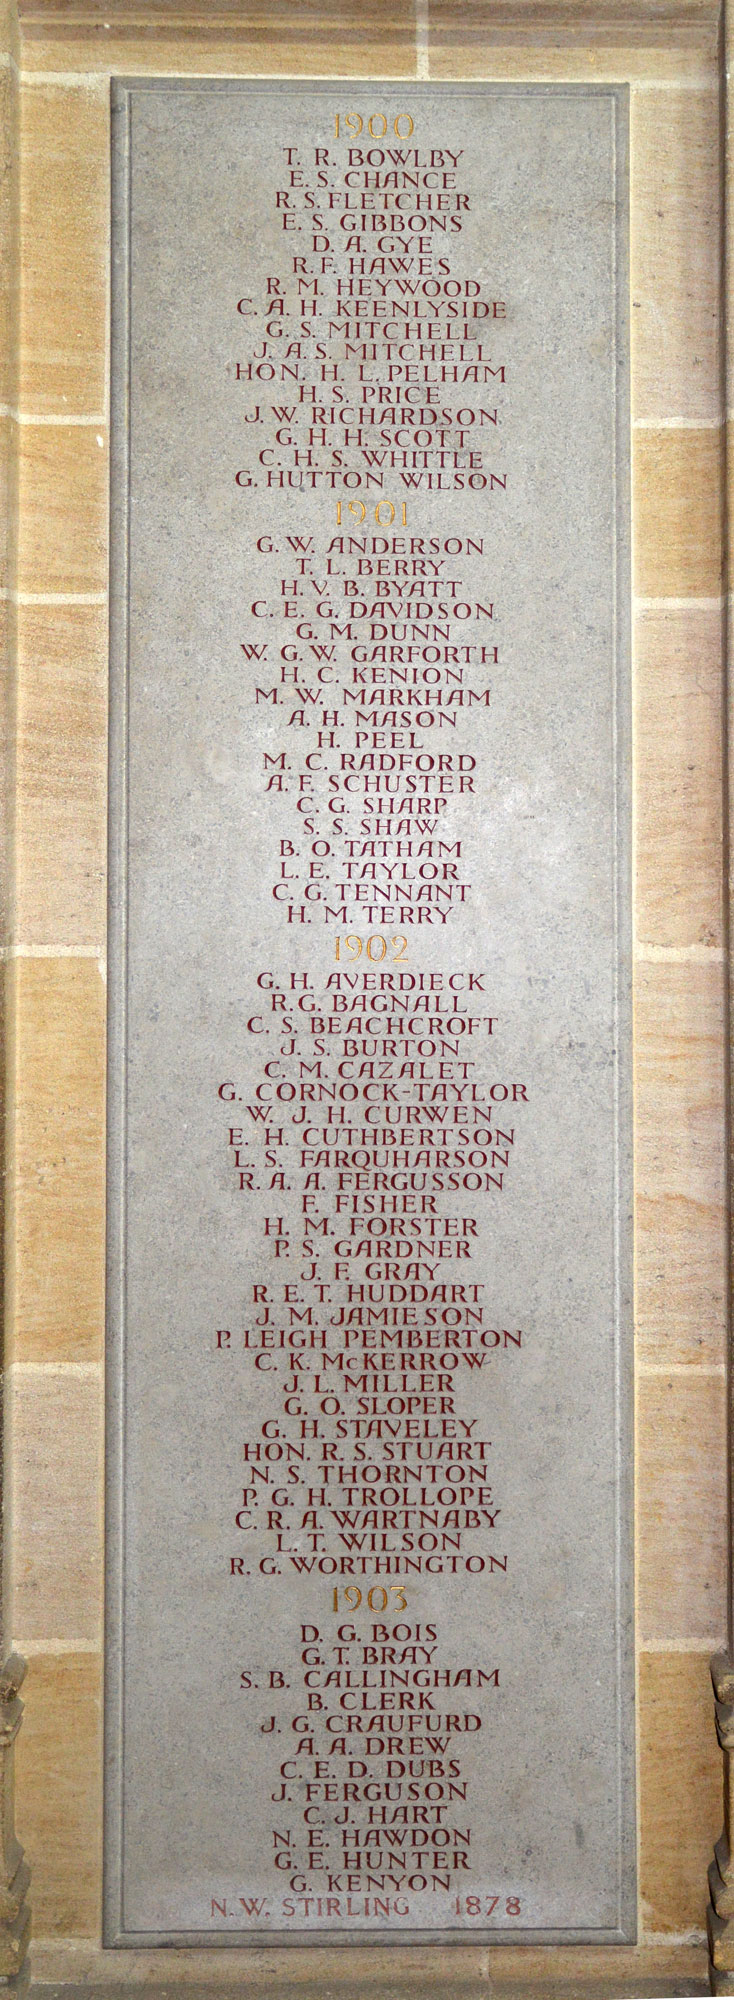 1900
T. R. BOWLBY
E. S. CHANCE
R. S. FLETCHER
E. S. GIBBONS
D. A. GYE
R. F. HAWES
R. M. HEYWOOD
C. A. H. KEENLYSIDE
G. S. MITCHELL
J. A. S. MITCHELL
HON. H. L. PELHAM
H. S. PRICE
J. W. RICHARDSON
G. H. H. SCOTT
C. H. S. WHITTLE
G. HUTTON WILSON
1901
G. W. ANDERSON
T. L. BERRY
H. V. B. BYATT
C. E. G. DAVIDSON
G. M. DUNN
W. G. W. GARFORTH
H. C. KENION
M. W. MARKHAM
A. H. MASON
H. PEEL
M. C. RADFORD
A. F. SCHUSTER
C. G. SHARP
S. S. SHAW
B. O. TATHAM
L. E. TAYLOR
C. G. TENNANT
H. M. TERRY
1902
G. H. AVERDIECK
R. G. BAGNALL
C. S. BEACHCROFT
J. S. BURTON
C. M. CAZALET
G. CORNOCK-TAYLOR
W. J. H. CURWEN
E. H. CUTHBERTSON
L. S. FARQUHARSON
R. A. A. FERGUSSON
F. FISHER
H. M. FORSTER
P. S. GARDNER
J. F. GRAY
R. E. T. HUDDART
J. M. JAMIESON
P. LEIGH PEMBERTON
C. K. McKERROW
J. L. MILLER
G. O. SLOPER
G. H. STAVELEY
HON. R. S. STUART
N. S. THORNTON
P. G. H. TROLLOPE
C. R. A. WARTNABY
L. T. WILSON
R. G. WORTHINGTON
1903
D. G. BOIS
G. T. BRAY
S. B. CALLINGHAM
B. CLERK
J. G. CRAUFURD
A. A. DREW
C. E. D. DUBS
J. FERGUSON
C. J. HART
N. E. HAWDON
G. E. HUNTER
G. KENYON
N. W. STIRLING 1878